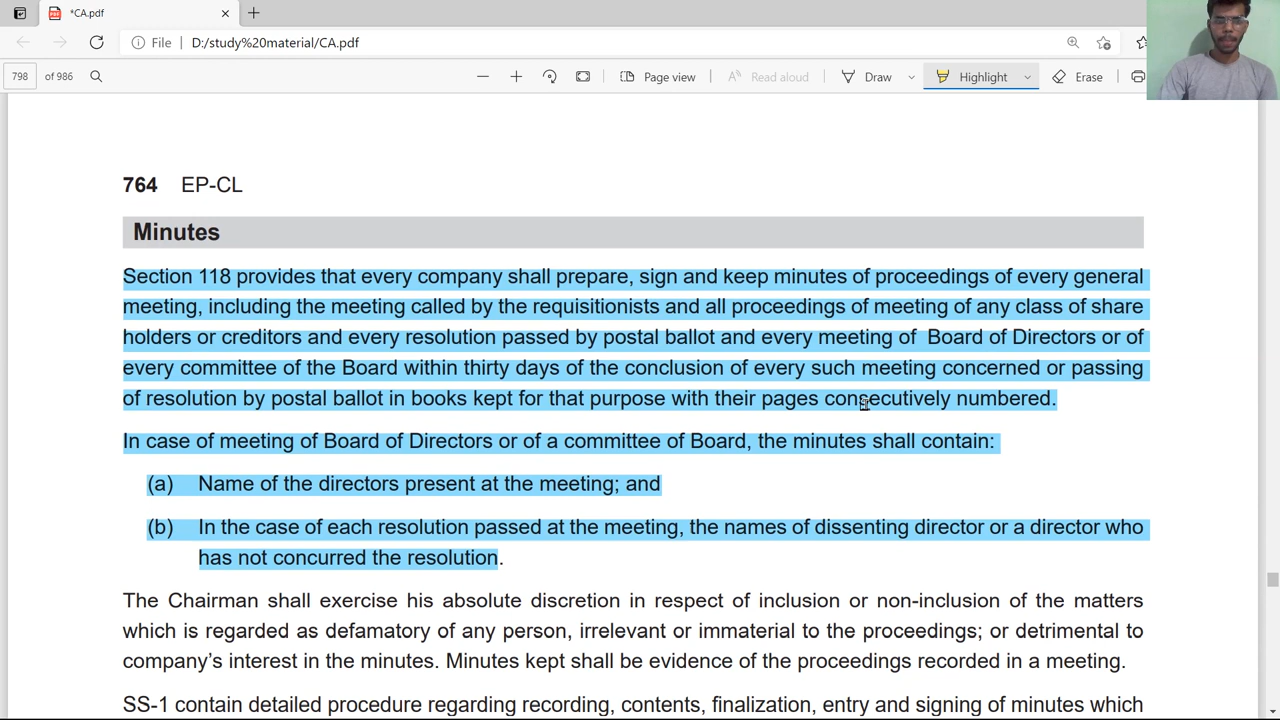 *CA.pdf
File D:/study%20material/CA.pdf
798 of 986 Page view Read aloud Draw Highlight Erase
764 EP-CL
Minutes
Section 118 provides that every company shall prepare, sign and keep minutes of proceedings of every general
meeting, including the meeting called by the requisitionists and all proceedings of meeting of any class of share
holders or creditors and every resolution passed by postal ballot and every meeting of Board of Directors or of
every committee of the Board within thirty days of the conclusion of every such meeting concerned or passing
of resolution by postal ballot in books kept for that purpose with their pages consecutively numbered.
In case of meeting of Board of Directors or of a committee of Board, the minutes shall contain:
(a) Name of the directors present at the meeting; and
(b) In the case of each resolution passed at the meeting, the names of dissenting director or a director who
has not concurred the resolution.
The Chairman shall exercise his absolute discretion in respect of inclusion or non-inclusion of the matters
which is regarded as defamatory of any person, irrelevant or immaterial to the proceedings; or detrimental to
company's interest in the minutes. Minutes kept shall be evidence of the proceedings recorded in a meeting.
SS-1 contain detailed procedure regarding recording, contents, finalization, entry and signing of minutes which